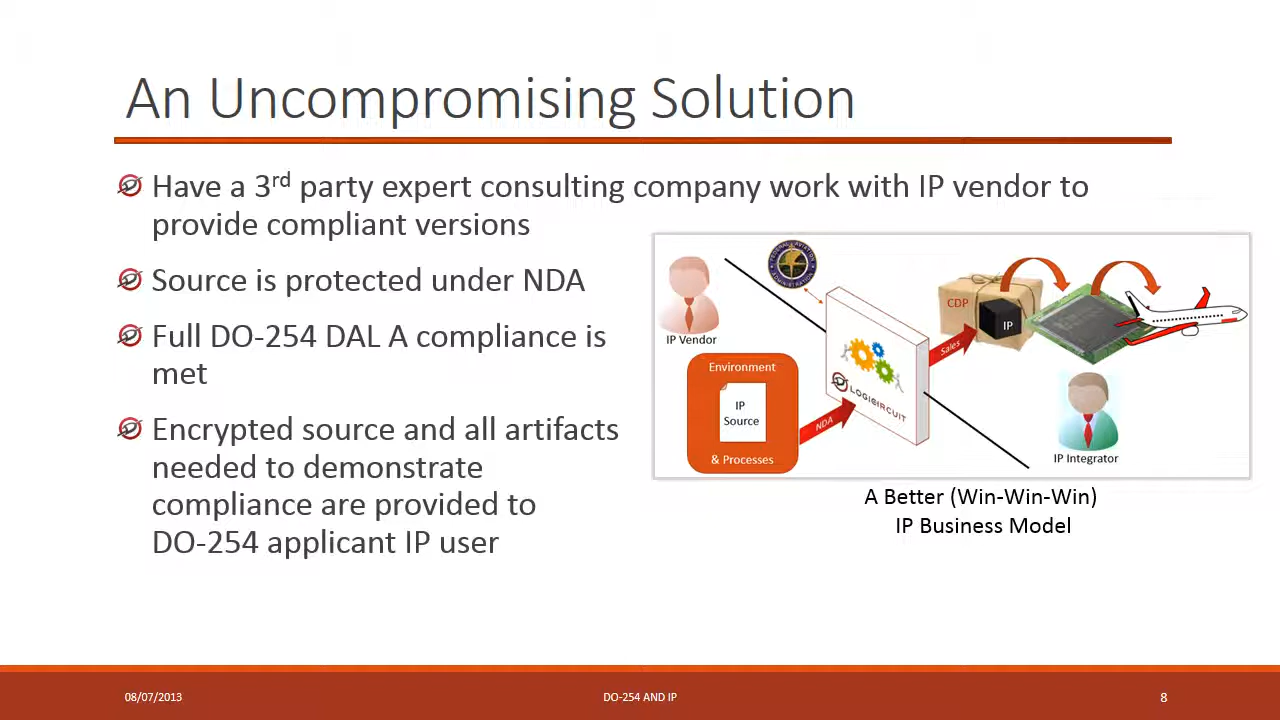 An Uncompromising Solution
Have a 3rd party expert consulting company work with IP vendor to
provide compliant versions
Source is protected under NDA
Full DO-254 DAL A compliance is
met
Encrypted source and all artifacts
needed to demonstrate
compliance are provided to
DO-254 applicant IP user
IP Vendor
Environment
IP
Source
& Processes
NDA
LOGICIRCUIT
Sales
CDP
IP
IP Integrator
A Better (Win-Win-Win)
IP Business Model
08/07/2013
DO-254 AND IP
8